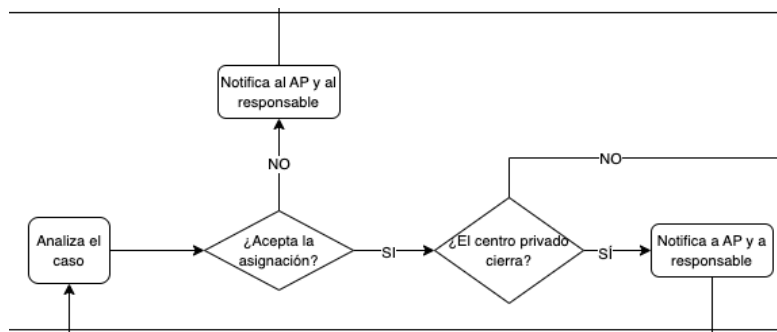 Notifica al AP y al
responsable
NO
NO
Analiza el
caso
¿Acepta la
asignación?
SI
¿El centro privado
cierra?
SÍ
Notifica a AP y a
responsable